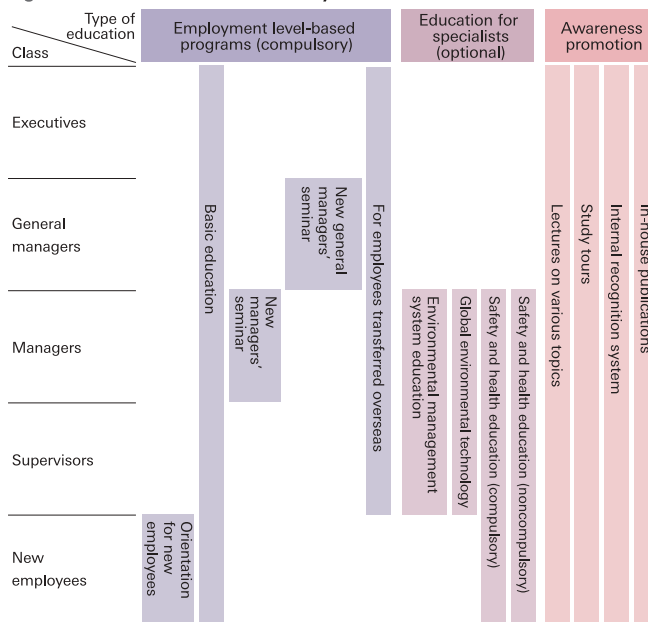 Type of
education
Class
Employment level-based
programs (compulsory)
Education for
specialists
(optional)
Awareness
promotion
Executives
General
managers
Managers
Supervisors
New
employees
Orientation
for new
employees
Basic education
New
managers’
seminar
New general
managers’
seminar
For employees transferred overseas
Environmental management
system education
Global environmental technology
Safety and health education (compulsory)
Safety and health education (noncompulsory)
Lectures on various topics
Study tours
Internal recognition system
In-house publications